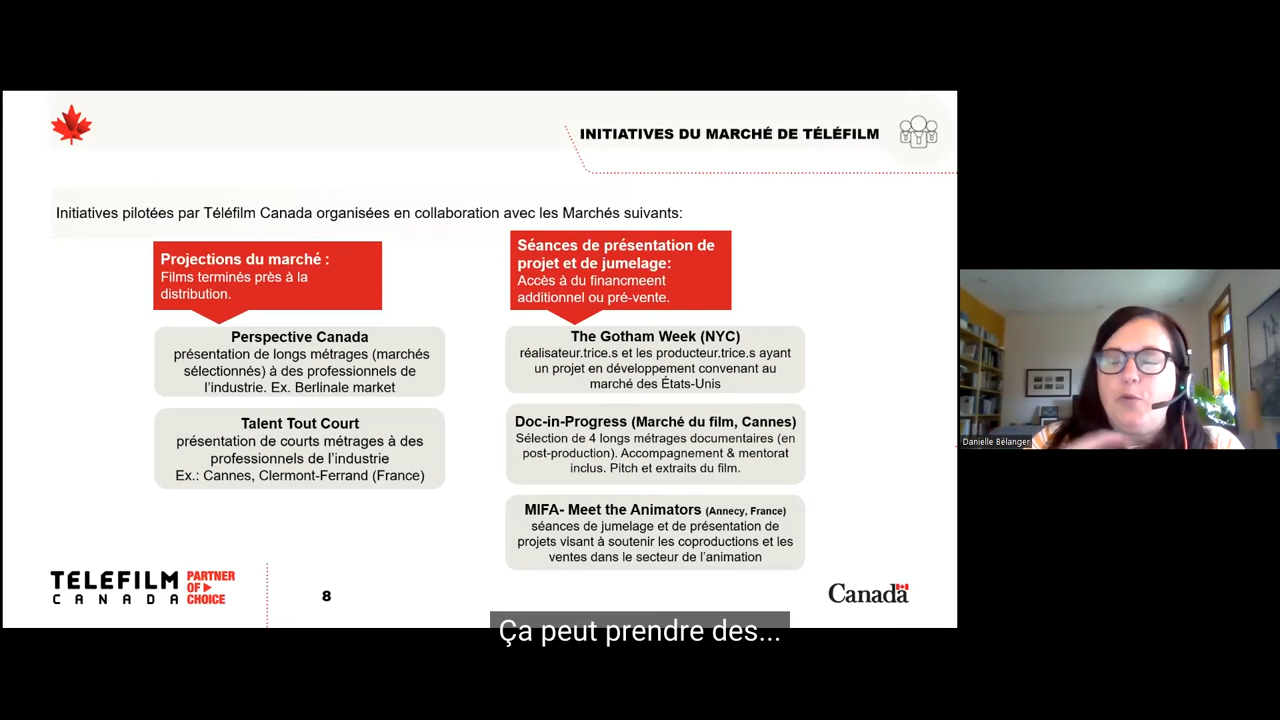 INITIATIVES DU MARCHÉ DE TÉLÉFILM
Initiatives pilotées par Téléfilm Canada organisées en collaboration avec les Marchés suivants:
Projections du marché :
Films terminés près à la
distribution.
Perspective Canada
présentation de longs métrages (marchés
sélectionnés) à des professionnels de
l’industrie. Ex. Berlinale market
Talent Tout Court
présentation de courts métrages à des
professionnels de l’industrie
Ex.: Cannes, Clermont-Ferrand (France)
Séances de présentation de
projet et de jumelage:
Accès à du financmeent
additionnel ou pré-vente.
The Gotham Week (NYC)
réalisateur.trice.s et les producteur.trice.s ayant
un projet en développement convenant au
marché des États-Unis
Doc-in-Progress (Marché du film, Cannes)
Sélection de 4 longs métrages documentaires (en
post-production). Accompagnement & mentorat
inclus. Pitch et extraits du film.
MIFA- Meet the Animators (Annecy, France)
séances de jumelage et de présentation de
projets visant à soutenir les coproductions et les
ventes dans le secteur de l’animation
TELEFILM
CANADA
PARTNER
OF
CHOICE
8
Canada
Danielle Bélanger
Ça peut prendre des...